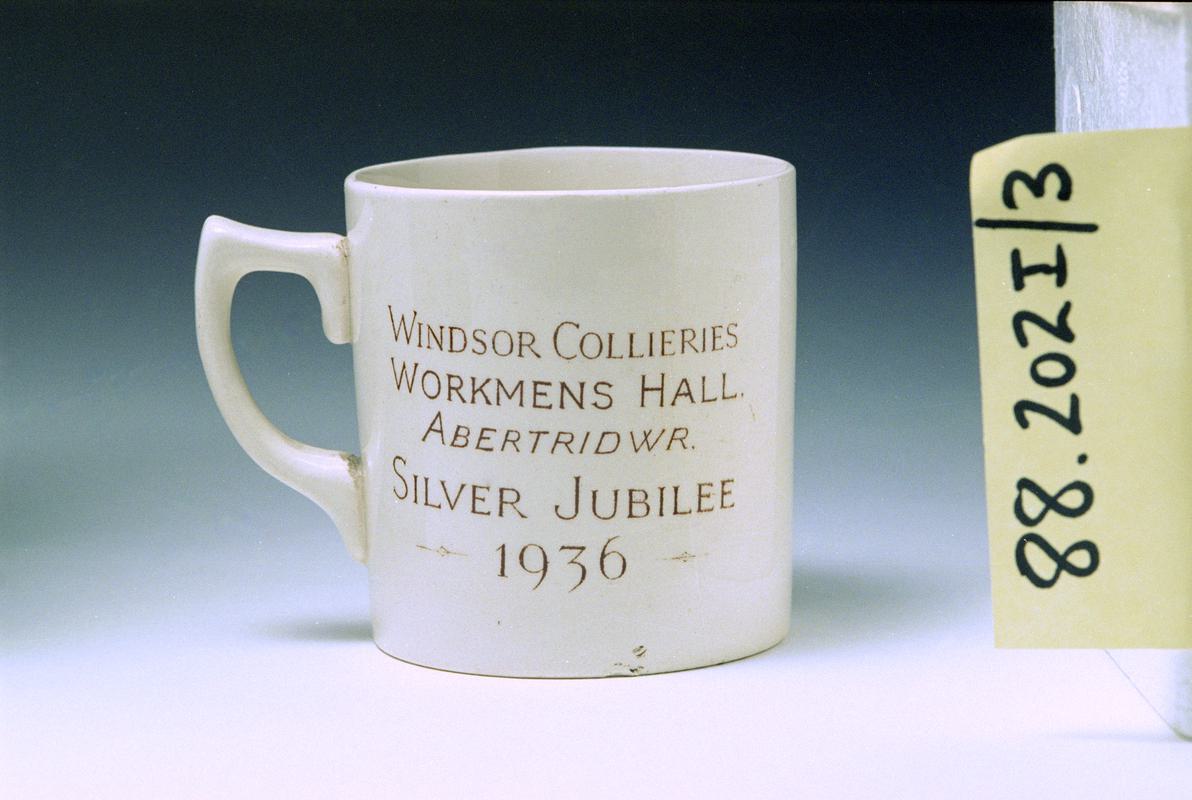 WINDSOR COLLIERIES
WORKMENS HALL.
ABERTRIDWR.
SILVER JUBILEE
1936
88.202I/3